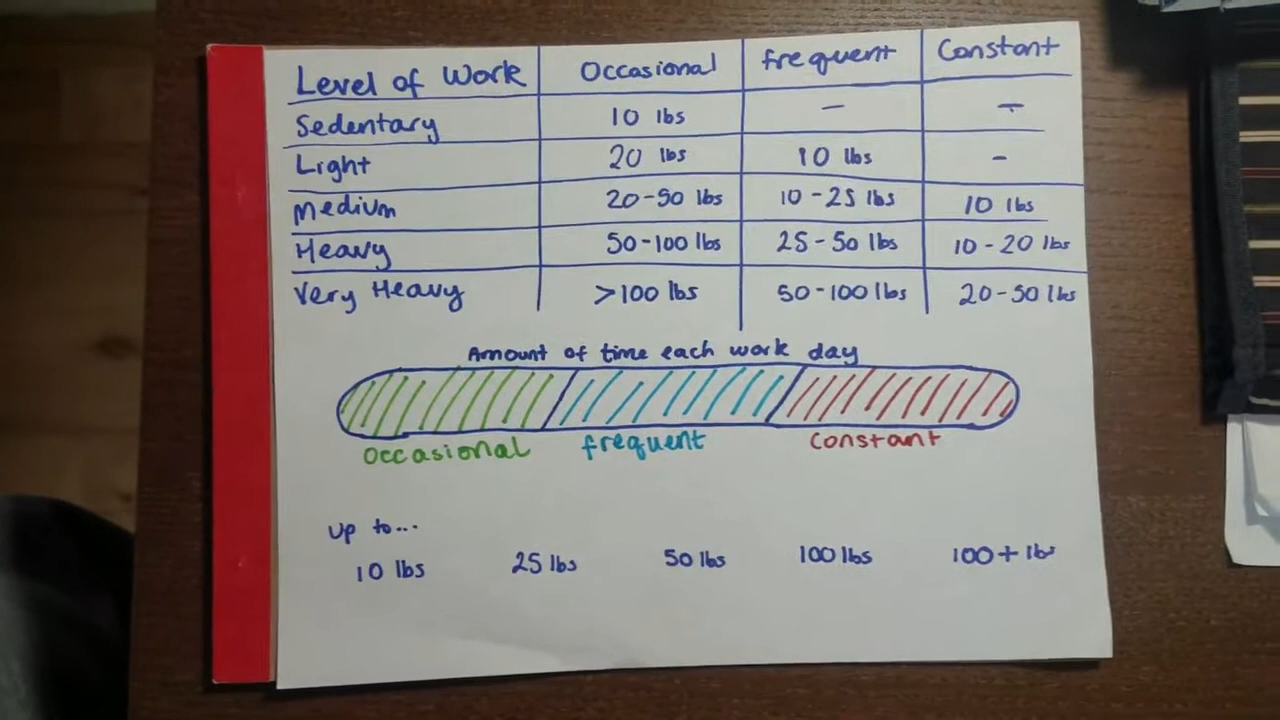 Level of Work Occasional frequent Constant
Sedentary 10 lbs - -
Light 20 lbs 10 lbs -
Medium 20-50 lbs 10-25 lbs 10 lbs
Heavy 50-100 lbs 25-50 lbs 10-20 lbs
Very Heavy >100 lbs 50-100 lbs 20-50 lbs
Amount of time each work day
occasional frequent constant
up to...
10 lbs 25 lbs 50 lbs 100 lbs 100+ lbs